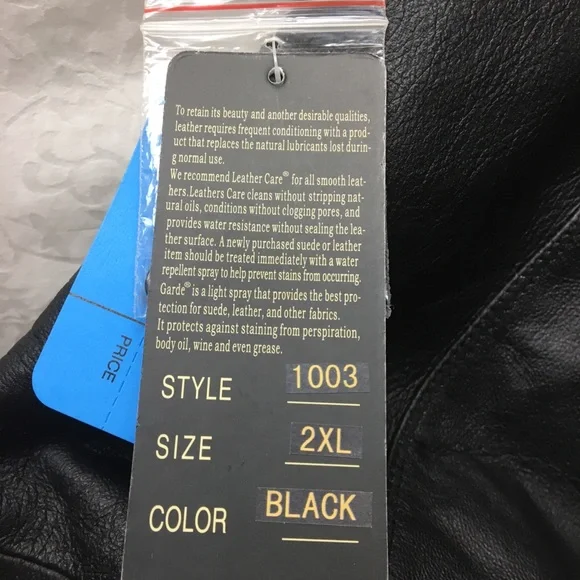 To retain its beauty and another desirable qualities,
leather requires frequent conditioning with a prod-
uct that replaces the natural lubricants lost durin-
g normal use.
We recommend Leather Care® for all smooth leat-
hers.Leathers Care cleans without stripping nat-
ural oils, conditions without clogging pores, and
provides water resistance without sealing the lea-
ther surface. A newly purchased suede or leather
item should be treated immediately with a water
repellent spray to help prevent stains from occurring.
Garde® is a light spray that provides the best pro-
tection for suede, leather, and other fabrics.
It protects against staining from perspiration,
body oil, wine and even grease.
STYLE 1003
SIZE 2XL
COLOR BLACK
PRICE